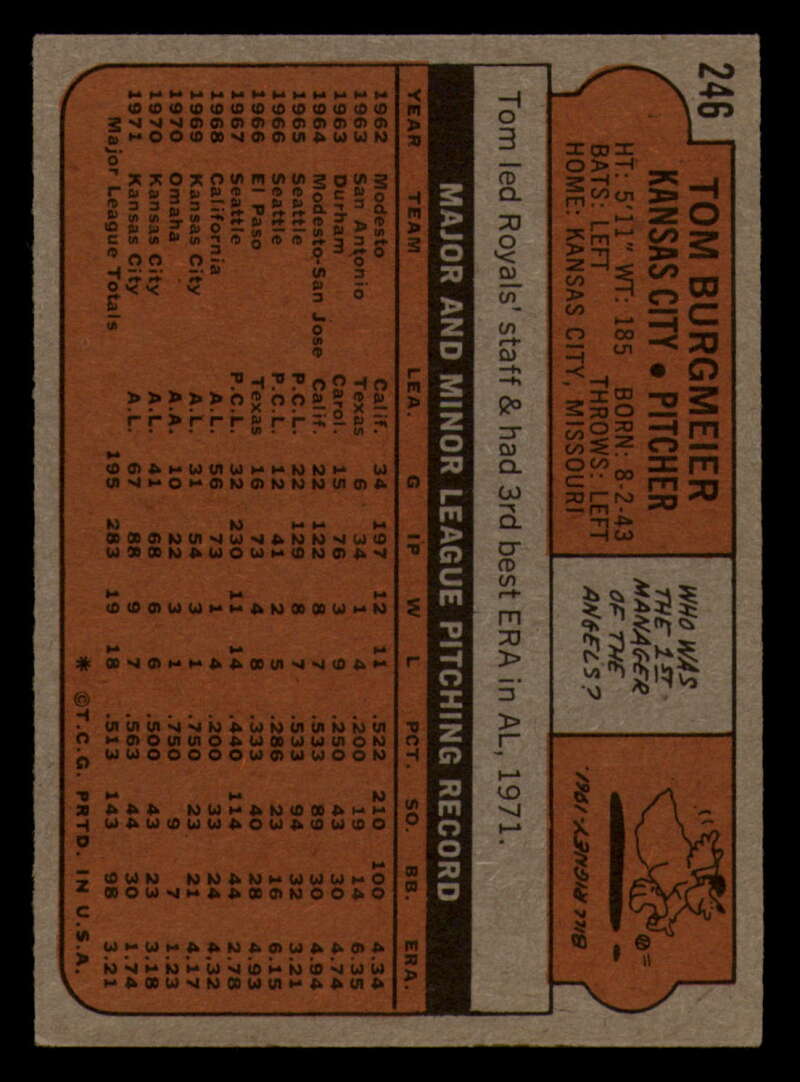 246
TOM BURGMEIER
KANSAS CITY • PITCHER
HT: 5'11" WT: 185 BORN: 8-2-43
BATS: LEFT THROWS: LEFT
HOME: KANSAS CITY, MISSOURI
WHO WAS
THE 1ST
MANAGER
OF THE
ANGELS?
BILL RIGNEY, 1961.
Tom led Royals' staff & had 3rd best ERA in AL, 1971.
MAJOR AND MINOR LEAGUE PITCHING RECORD
YEAR TEAM LEA. G IP W L PCT. SO. BB. ERA.
1962 Modesto Calif. 34 197 12 11 .522 210 100 4.34
1963 San Antonio Texas 6 34 1 4 .200 19 14 6.35
1963 Durham Carol. 15 76 3 9 .250 43 30 4.74
1964 Modesto-San Jose Calif. 22 122 8 7 .533 89 30 4.94
1965 Seattle P.C.L. 22 129 8 7 .533 94 32 3.21
1966 Seattle P.C.L. 12 41 2 5 .286 23 16 6.15
1966 El Paso Texas 16 73 4 8 .333 40 28 4.93
1967 Seattle P.C.L. 32 230 11 14 .440 114 44 2.78
1968 California A.L. 56 73 1 4 .200 33 24 4.32
1969 Kansas City A.L. 31 54 3 1 .750 23 21 4.17
1970 Omaha A.A. 10 22 3 1 .750 9 7 1.23
1970 Kansas City A.L. 41 68 6 6 .500 43 23 3.18
1971 Kansas City A.L. 67 88 9 7 .563 44 30 1.74
Major League Totals 195 283 19 18 .513 143 98 3.21
* ©T.C.G. PRTD. IN U.S.A.